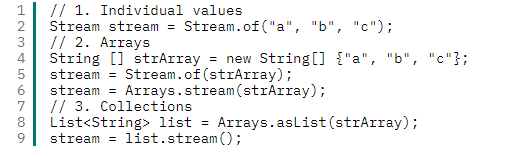 1 // 1. Individual values
2 Stream stream = Stream.of("a", "b", "c");
3 // 2. Arrays
4 String [] strArray = new String[] {"a", "b", "c"};
5 stream = Stream.of(strArray);
6 stream = Arrays.stream(strArray);
7 // 3. Collections
8 List<String> list = Arrays.asList(strArray);
9 stream = list.stream();